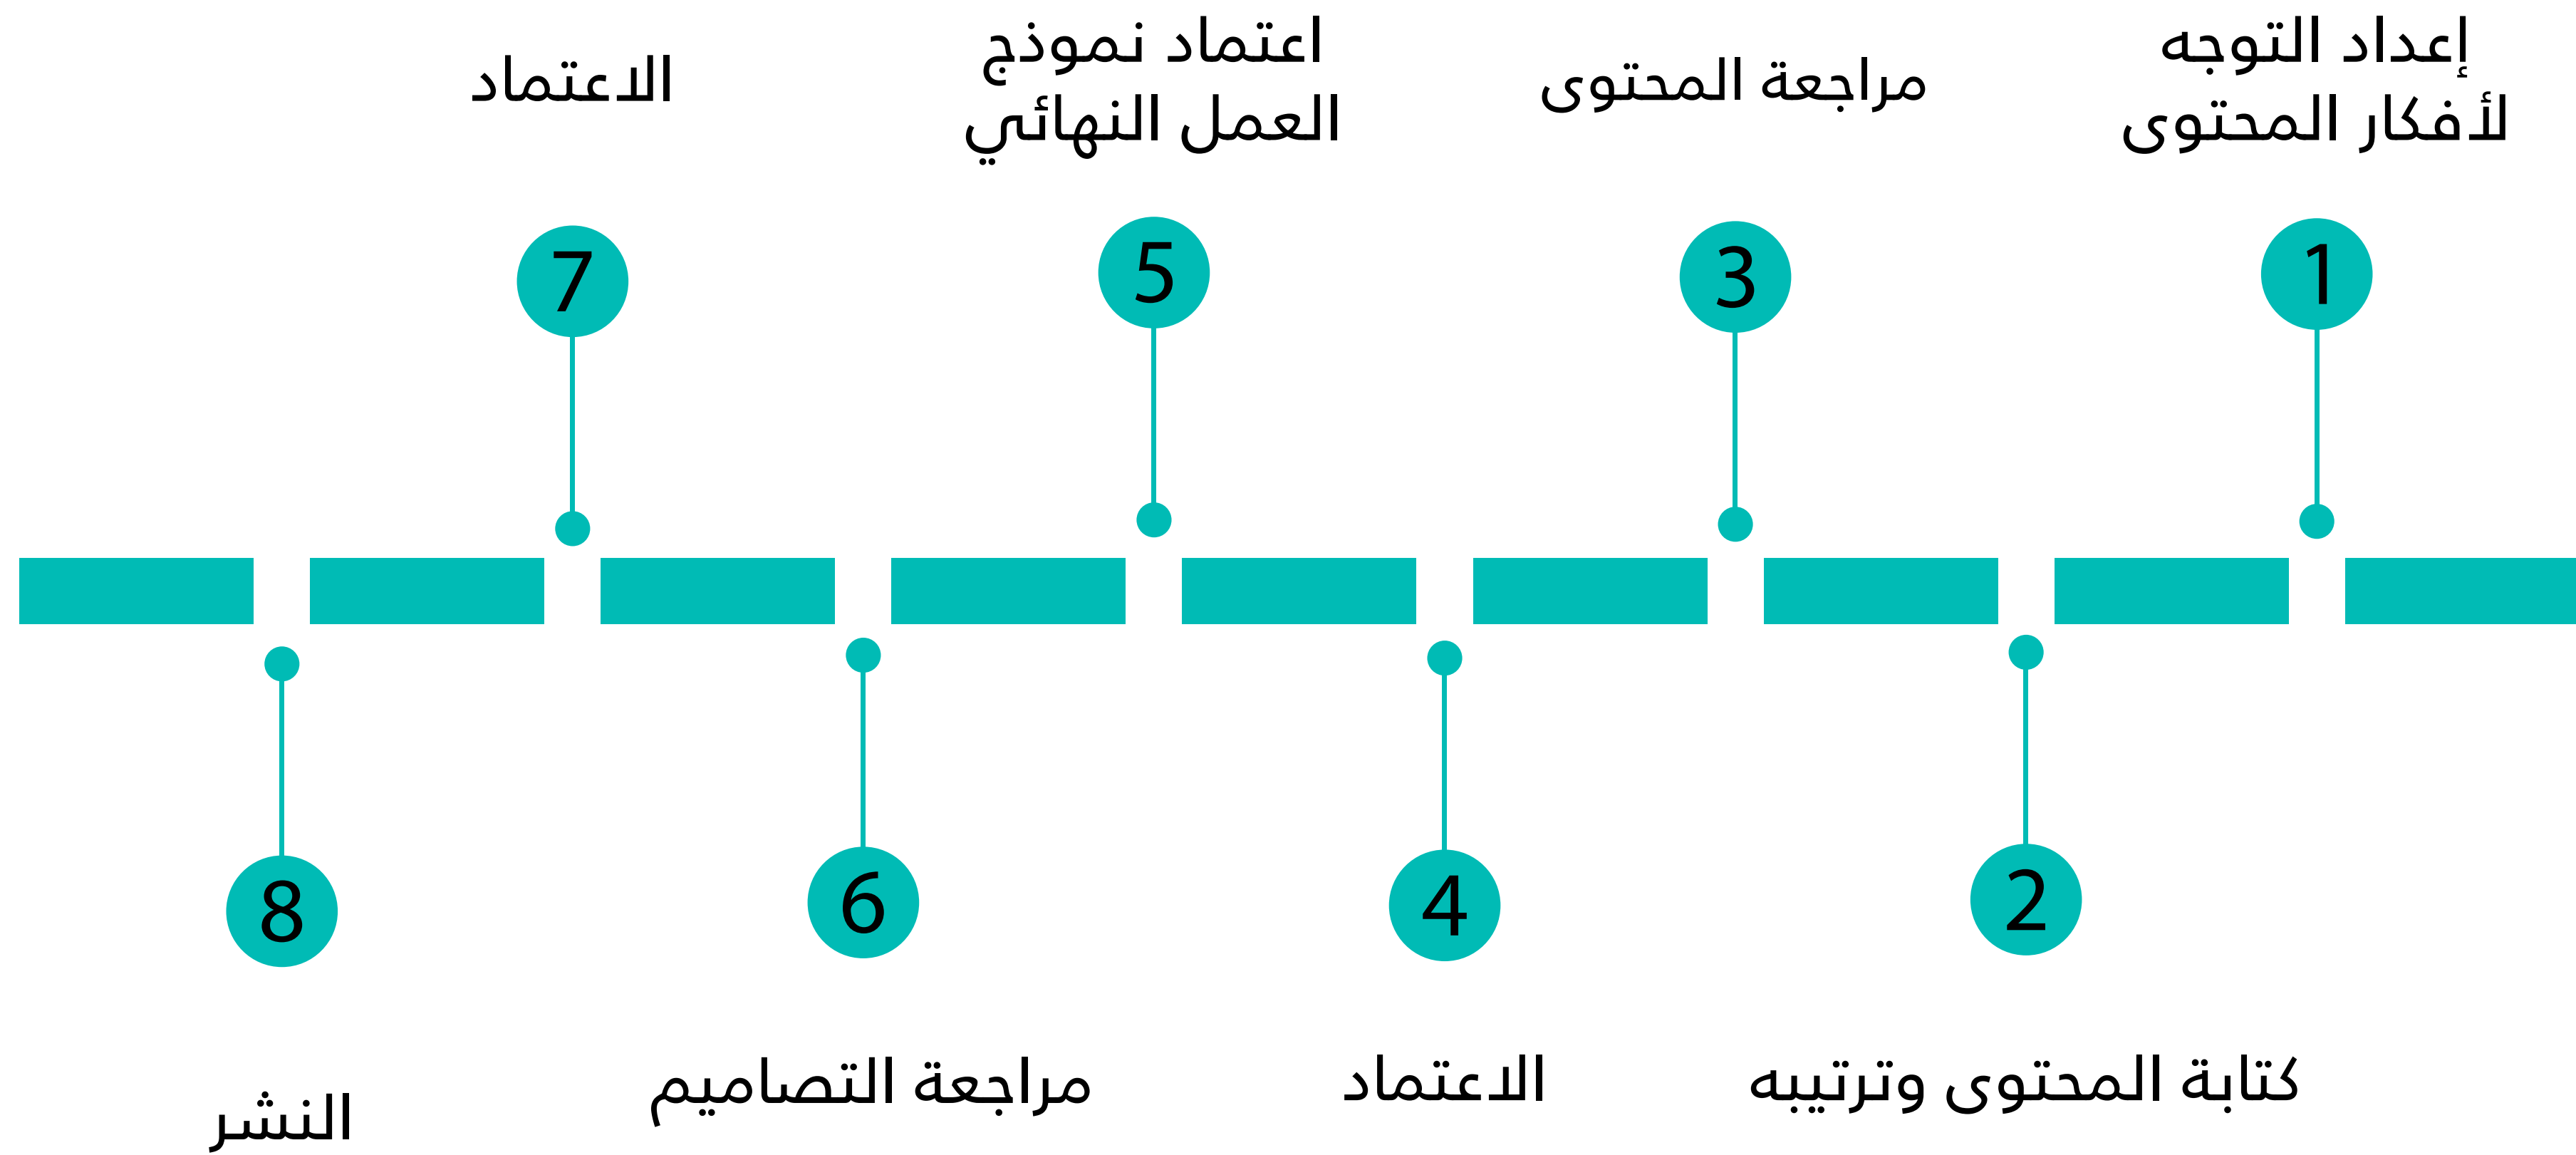 إعداد التوجه
لأفكار المحتوى
1
2
كتابة المحتوى وترتيبه
مراجعة المحتوى
3
4
الاعتماد
اعتماد نموذج
العمل النهائي
5
6
مراجعة التصاميم
الاعتماد
7
8
النشر